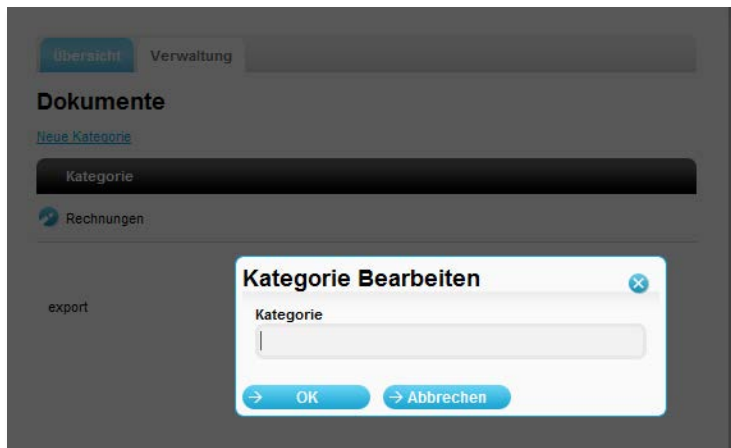 Übersicht Verwaltung
Dokumente
Neue Kategorie
Kategorie
Rechnungen
export
Kategorie Bearbeiten
Kategorie
OK Abbrechen